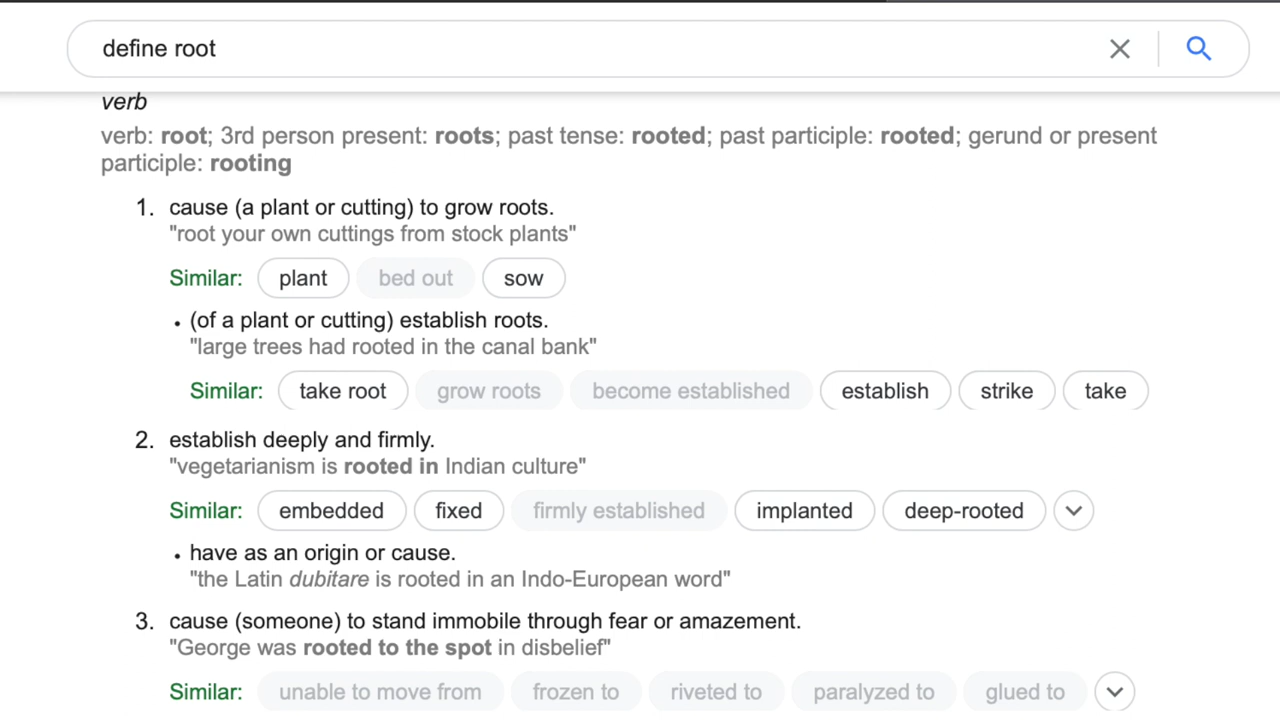 define root
verb
verb: root; 3rd person present: roots; past tense: rooted; past participle: rooted; gerund or present
participle: rooting
1. cause (a plant or cutting) to grow roots.
"root your own cuttings from stock plants"
Similar: plant bed out sow
• (of a plant or cutting) establish roots.
"large trees had rooted in the canal bank"
Similar: take root grow roots become established establish strike take
2. establish deeply and firmly.
"vegetarianism is rooted in Indian culture"
Similar: embedded fixed firmly established implanted deep-rooted
• have as an origin or cause.
"the Latin dubitare is rooted in an Indo-European word"
3. cause (someone) to stand immobile through fear or amazement.
"George was rooted to the spot in disbelief"
Similar: unable to move from frozen to riveted to paralyzed to glued to